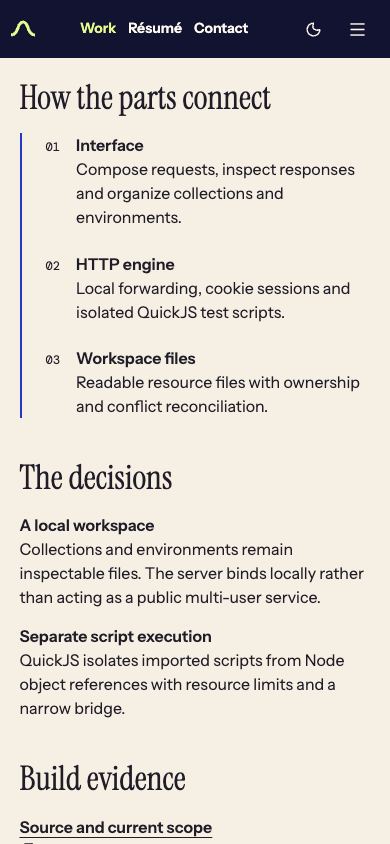 Work Résumé Contact
How the parts connect
01 Interface
Compose requests, inspect responses
and organize collections and
environments.
02 HTTP engine
Local forwarding, cookie sessions and
isolated QuickJS test scripts.
03 Workspace files
Readable resource files with ownership
and conflict reconciliation.
The decisions
A local workspace
Collections and environments remain
inspectable files. The server binds locally rather
than acting as a public multi-user service.
Separate script execution
QuickJS isolates imported scripts from Node
object references with resource limits and a
narrow bridge.
Build evidence
Source and current scope